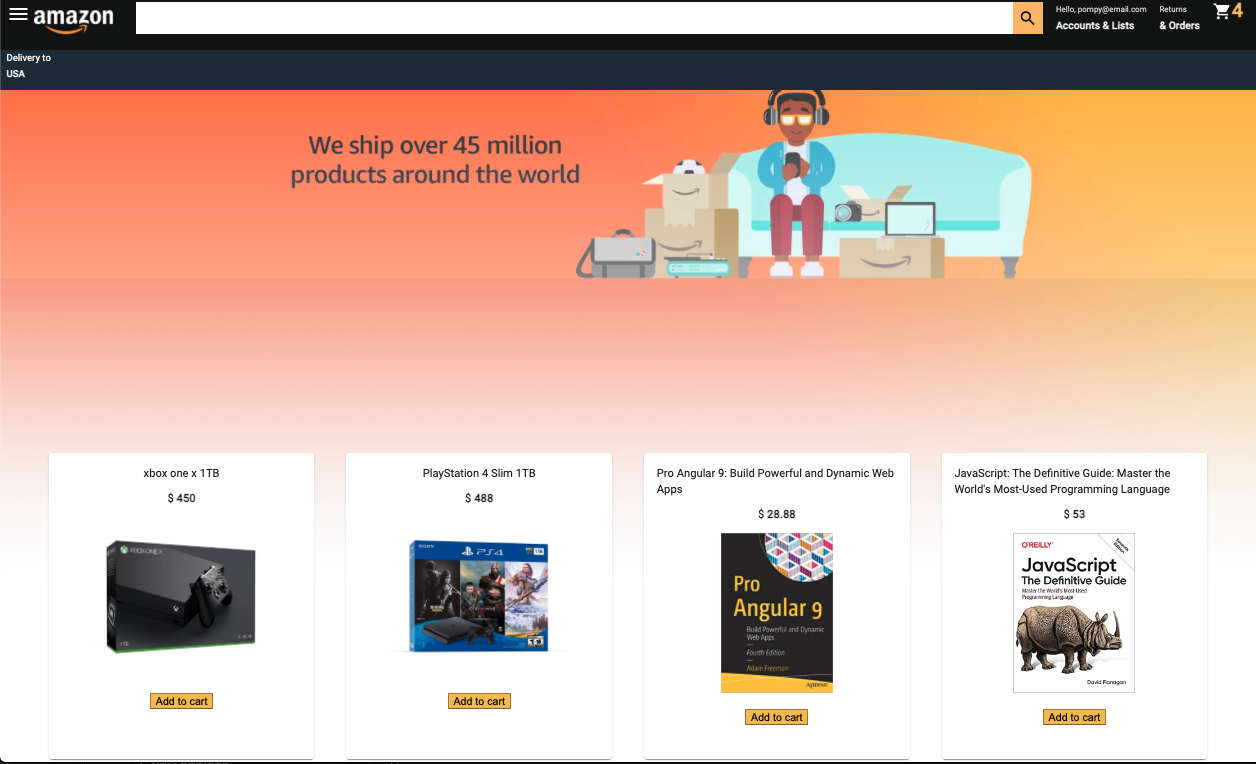 amazon
Hello, pompy@email.com
Accounts & Lists
Returns
& Orders
4
Delivery to
USA
We ship over 45 million
products around the world
xbox one x 1TB
$ 450
XBOX ONE X
Add to cart
PlayStation 4 Slim 1TB
$ 488
SONY
PS4
1TB
Add to cart
Pro Angular 9: Build Powerful and Dynamic Web
Apps
$ 28.88
Pro
Angular 9
Build Powerful and Dynamic
Web Apps
Fourth Edition
Adam Freeman
Apress
Add to cart
JavaScript: The Definitive Guide: Master the
World's Most-Used Programming Language
$ 53
O'REILLY
Seventh
Edition
JavaScript
The Definitive Guide
Master the World's Most-Used
Programming Language
David Flanagan
Add to cart